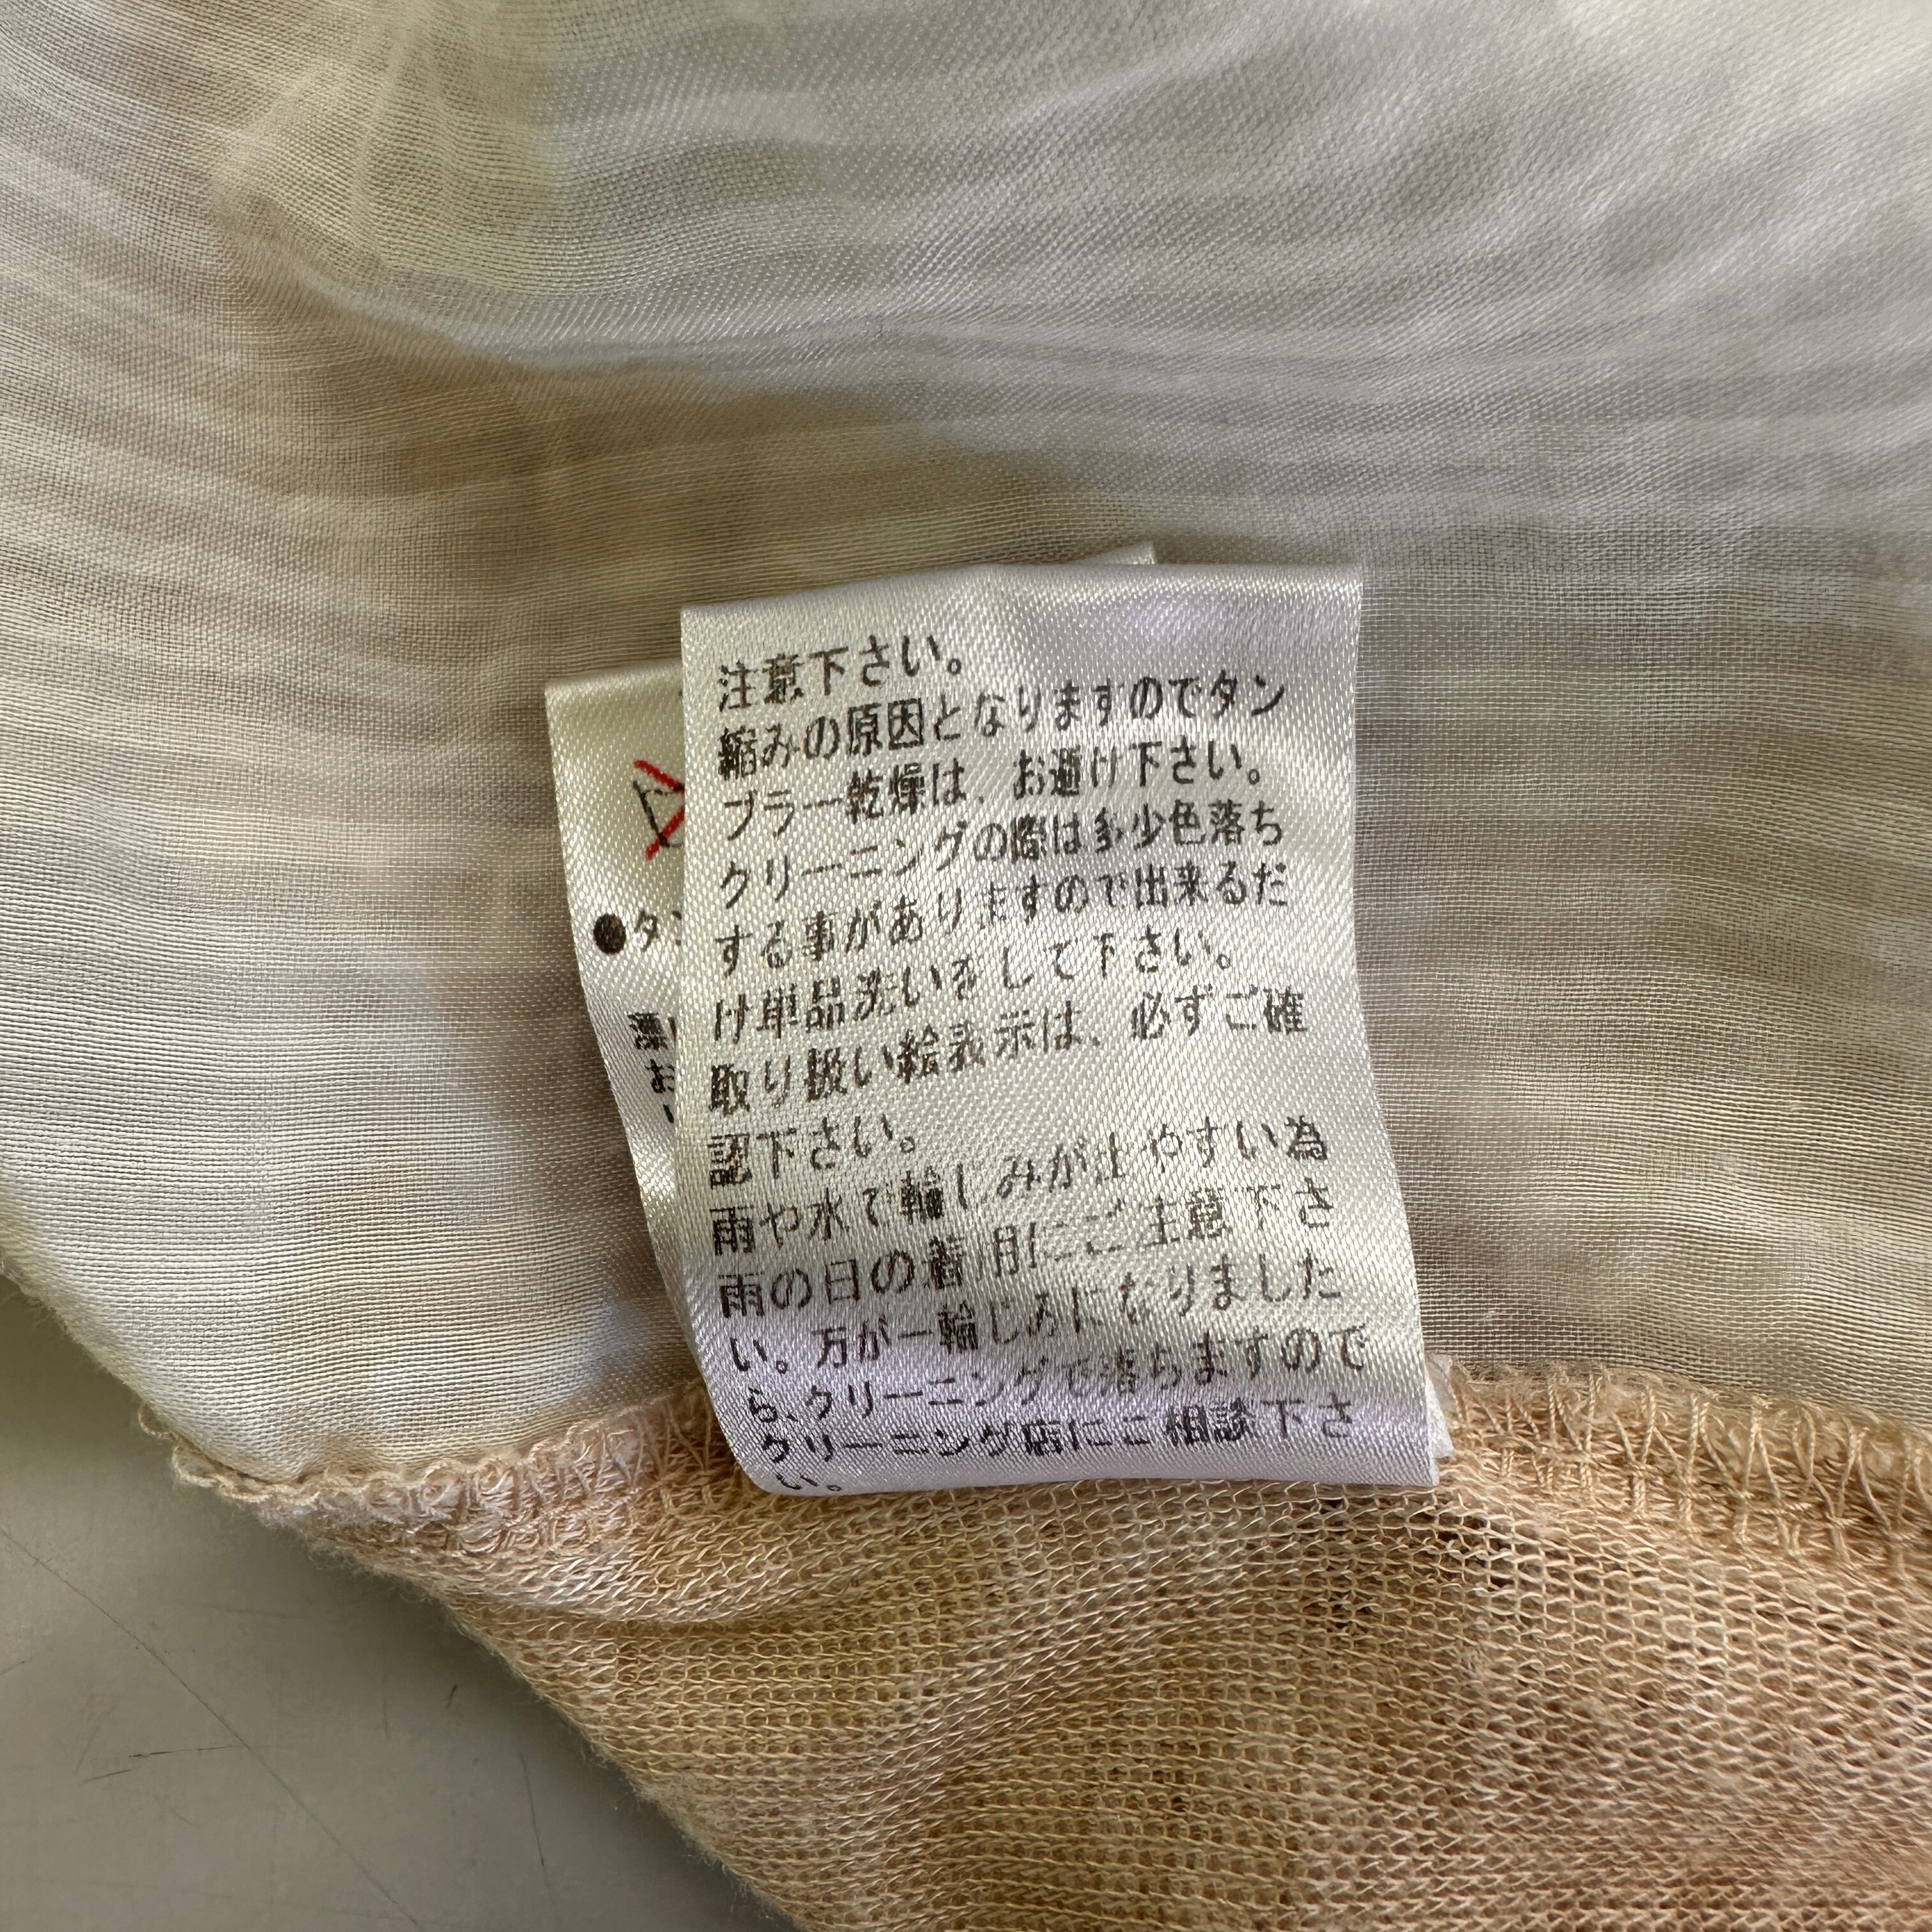 注意下さい。
縮みの原因となりますのでタン
ブラー乾燥は、お避け下さい。
クリーニングの際は多少色落ち
する事がありますので出来るだ
け単品洗いをして下さい。
取り扱い絵表示は、必ずご確
認下さい。
雨や水で輪じみが出やすい為
雨の日の着用にご注意下さ
い。万が一輪じみになりました
ら、クリーニングで落ちますので
クリーニング店にご相談下さ
い。
●タン
お